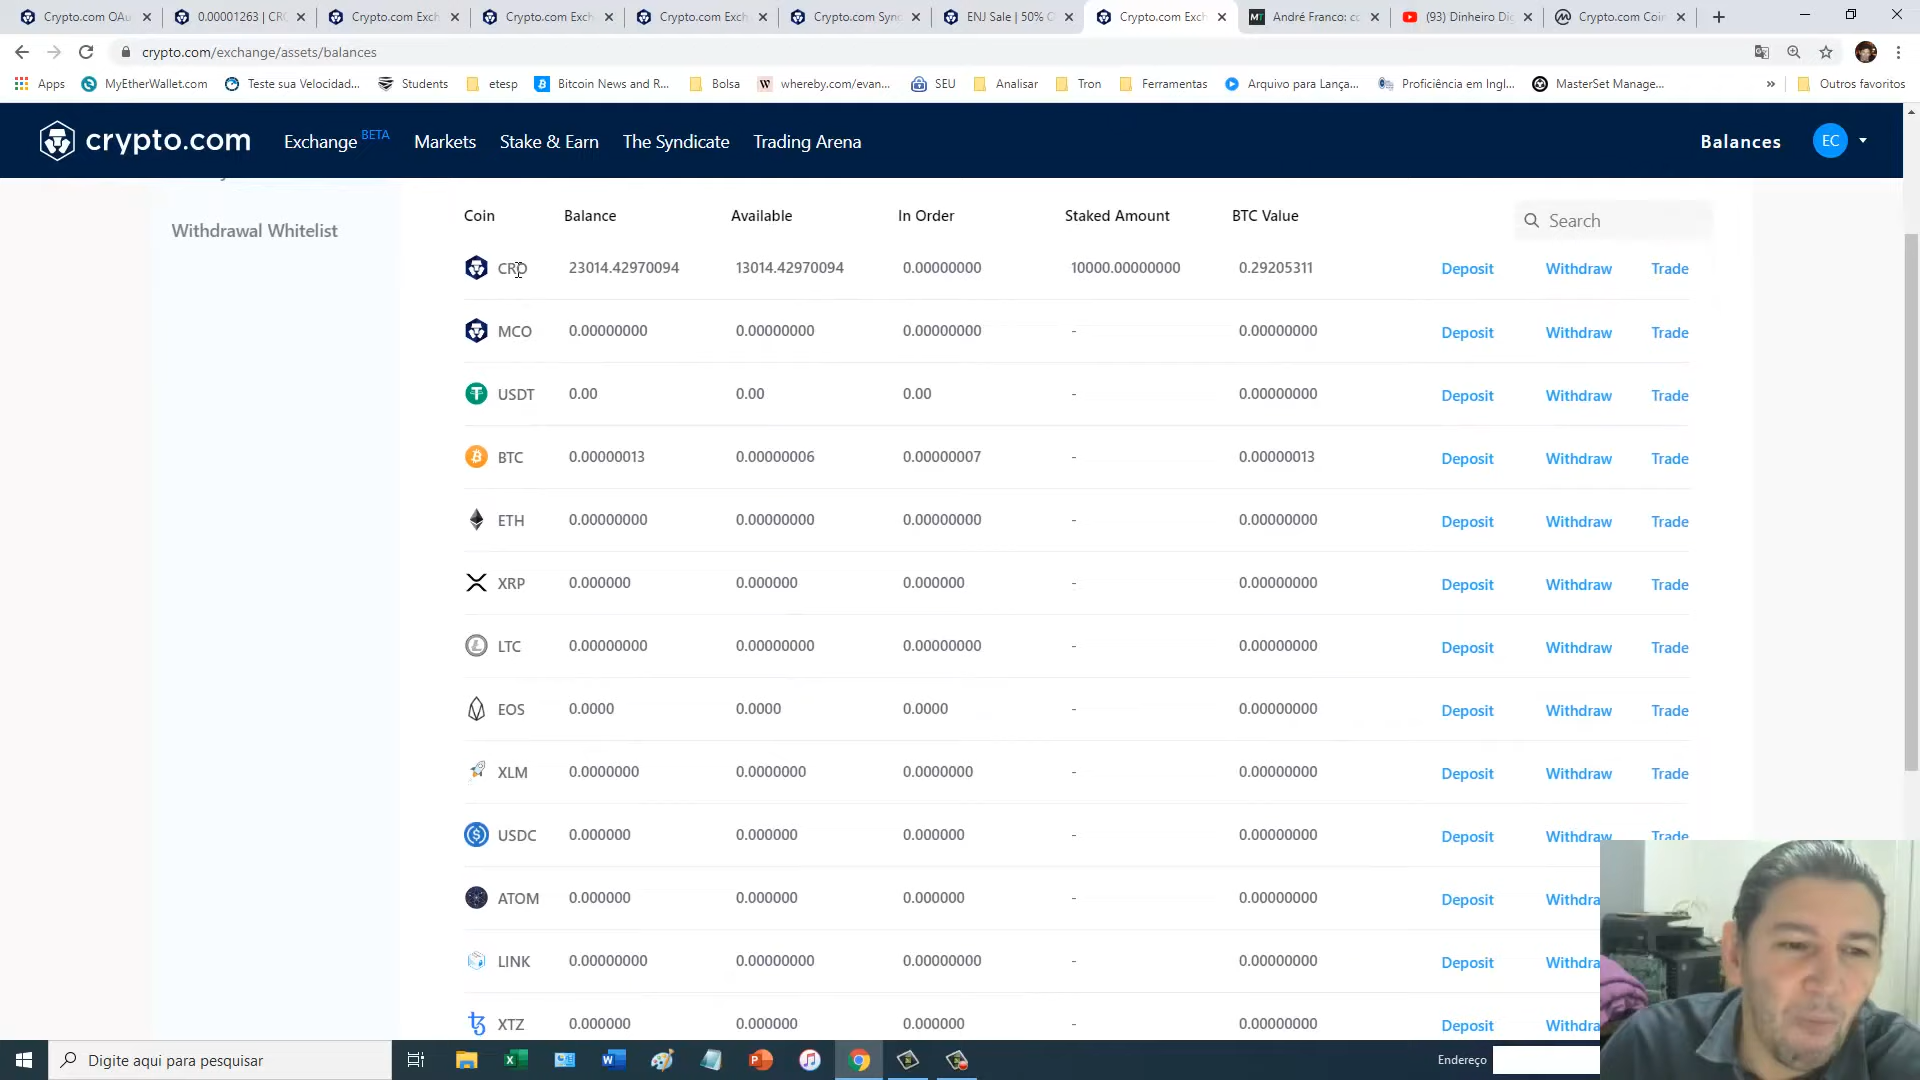 Crypto.com OAu
0.00001263 | CR
Crypto.com Exch
Crypto.com Exch
Crypto.com Exch
Crypto.com Sync
ENJ Sale | 50% O
Crypto.com Exch
André Franco: co
(93) Dinheiro Dig
Crypto.com Coin
crypto.com/exchange/assets/balances
Apps
MyEtherWallet.com
Teste sua Velocidad...
Students
etesp
Bitcoin News and R...
Bolsa
whereby.com/evan...
SEU
Analisar
Tron
Ferramentas
Arquivo para Lança...
Proficiência em Ingl...
MasterSet Manage...
»
Outros favoritos
crypto.com
Exchange BETA
Markets
Stake & Earn
The Syndicate
Trading Arena
Balances
EC
Withdrawal Whitelist
Coin Balance Available In Order Staked Amount BTC Value
Search
CRO 23014.42970094 13014.42970094 0.00000000 10000.00000000 0.29205311 Deposit Withdraw Trade
MCO 0.00000000 0.00000000 0.00000000 - 0.00000000 Deposit Withdraw Trade
USDT 0.00 0.00 0.00 - 0.00000000 Deposit Withdraw Trade
BTC 0.00000013 0.00000006 0.00000007 - 0.00000013 Deposit Withdraw Trade
ETH 0.00000000 0.00000000 0.00000000 - 0.00000000 Deposit Withdraw Trade
XRP 0.000000 0.000000 0.000000 - 0.00000000 Deposit Withdraw Trade
LTC 0.00000000 0.00000000 0.00000000 - 0.00000000 Deposit Withdraw Trade
EOS 0.0000 0.0000 0.0000 - 0.00000000 Deposit Withdraw Trade
XLM 0.0000000 0.0000000 0.0000000 - 0.00000000 Deposit Withdraw Trade
USDC 0.000000 0.000000 0.000000 - 0.00000000 Deposit Withdraw Trade
ATOM 0.000000 0.000000 0.000000 - 0.00000000 Deposit Withdra
LINK 0.00000000 0.00000000 0.00000000 - 0.00000000 Deposit Withdra
XTZ 0.000000 0.000000 0.000000 - 0.00000000 Deposit Withdra
Digite aqui para pesquisar
Endereço